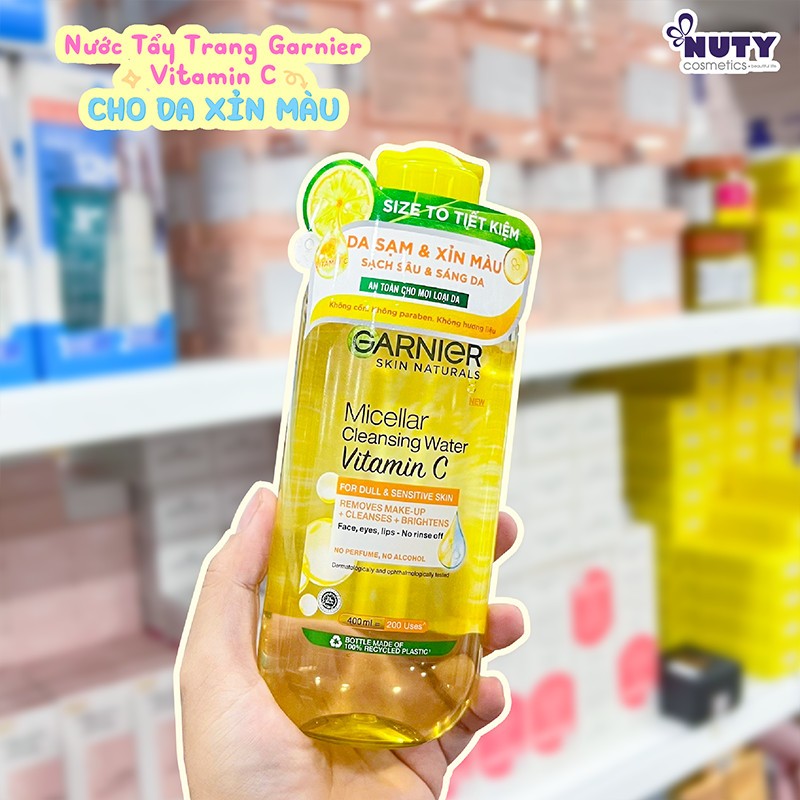 Nước Tẩy Trang Garnier
Vitamin C
CHO DA XỈN MÀU
NUTY
cosmetics
SIZE TO TIẾT KIỆM
DA SẠM & XỈN MÀU
SẠCH SÂU & SÁNG DA
AN TOÀN CHO MỌI LOẠI DA
Không cồn. Không paraben. Không hương liệu
GARNIER
SKIN NATURALS
NEW
Micellar
Cleansing Water
Vitamin C
FOR DULL & SENSITIVE SKIN
REMOVES MAKE-UP
+ CLEANSES + BRIGHTENS
Face, eyes, lips - No rinse off
NO PERFUME, NO ALCOHOL
Dermatologically and ophthalmologically tested
400ml = 200 Uses*
BOTTLE MADE OF
100% RECYCLED PLASTIC¹